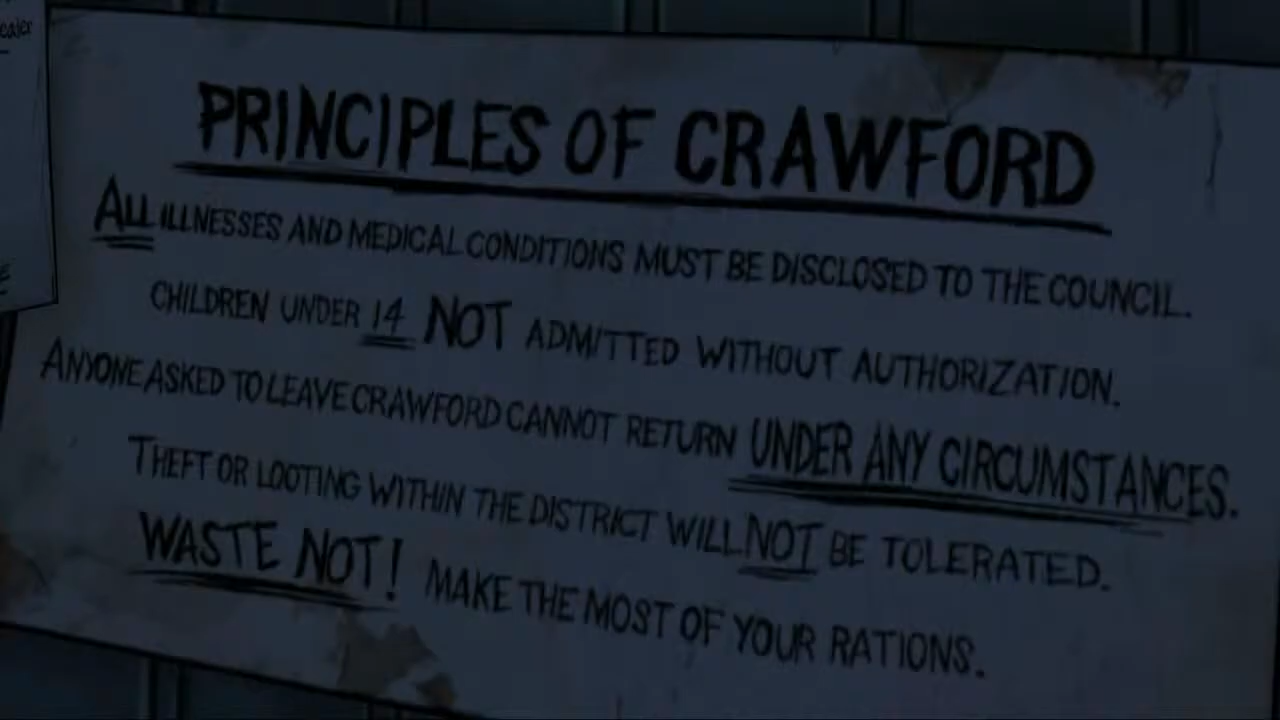 PRINCIPLES OF CRAWFORD
ALL ILLNESSES AND MEDICAL CONDITIONS MUST BE DISCLOSED TO THE COUNCIL.
CHILDREN UNDER 14 NOT ADMITTED WITHOUT AUTHORIZATION.
ANYONE ASKED TO LEAVE CRAWFORD CANNOT RETURN UNDER ANY CIRCUMSTANCES.
THEFT OR LOOTING WITHIN THE DISTRICT WILL NOT BE TOLERATED.
WASTE NOT! MAKE THE MOST OF YOUR RATIONS.